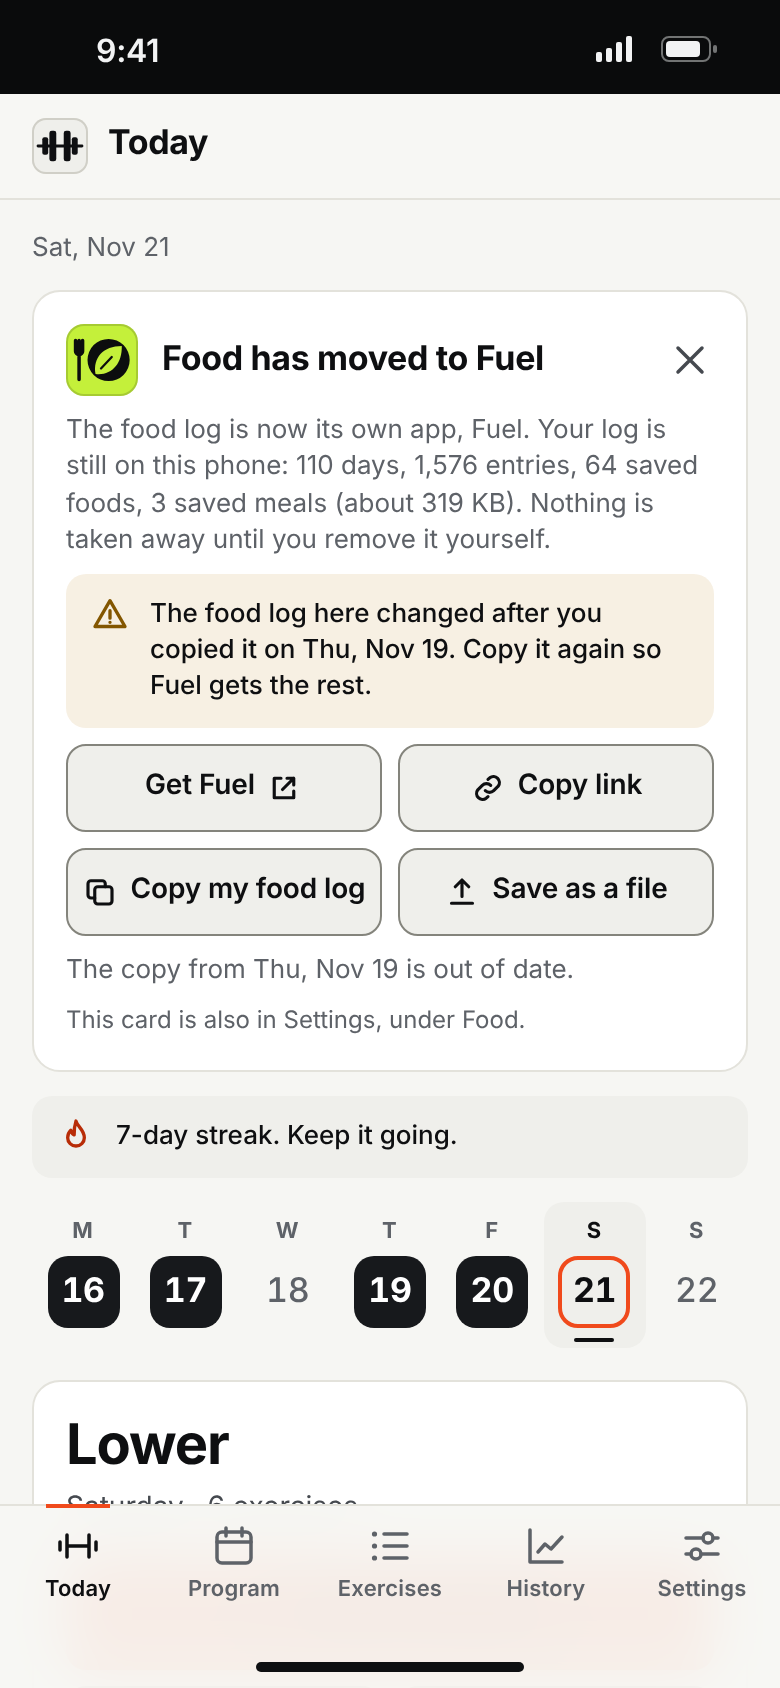 9:41
Today
Sat, Nov 21
Food has moved to Fuel
The food log is now its own app, Fuel. Your log is
still on this phone: 110 days, 1,576 entries, 64 saved
foods, 3 saved meals (about 319 KB). Nothing is
taken away until you remove it yourself.
The food log here changed after you
copied it on Thu, Nov 19. Copy it again so
Fuel gets the rest.
Get Fuel
Copy link
Copy my food log
Save as a file
The copy from Thu, Nov 19 is out of date.
This card is also in Settings, under Food.
7-day streak. Keep it going.
M T W T F S S
16 17 18 19 20 21 22
Lower
Saturday · 6 exercises
Today Program Exercises History Settings